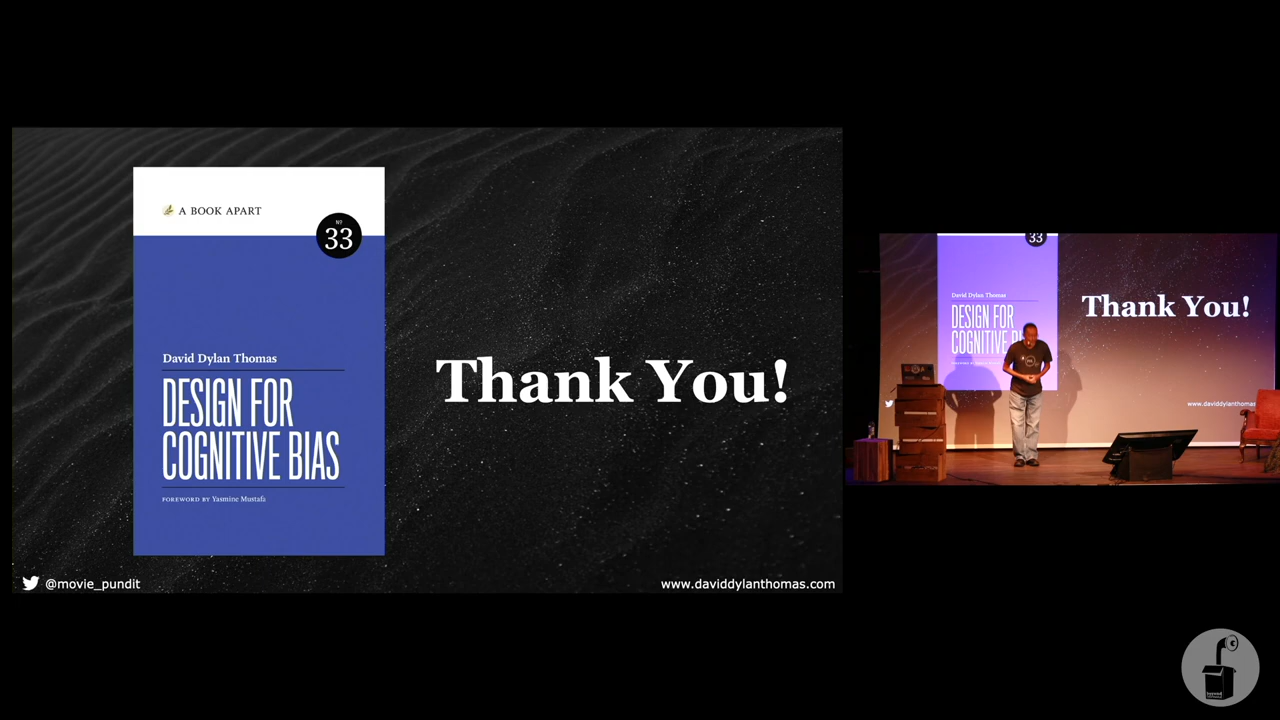 A BOOK APART
Nº
33
David Dylan Thomas
DESIGN FOR
COGNITIVE BIAS
FOREWORD BY Yasmine Mustafa
Thank You!
@movie_pundit
www.daviddylanthomas.com
33
David Dylan Thomas
DESIGN FOR
COGNITIVE BI
Thank You!
www.daviddylanthomas